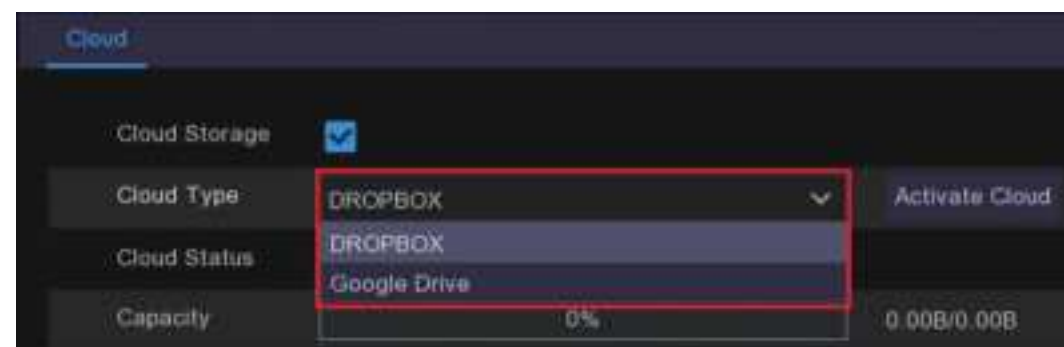 Cloud
Cloud Storage
Cloud Type DROPBOX Activate Cloud
DROPBOX
Cloud Status
Google Drive
Capacity 0% 0.00B/0.00B